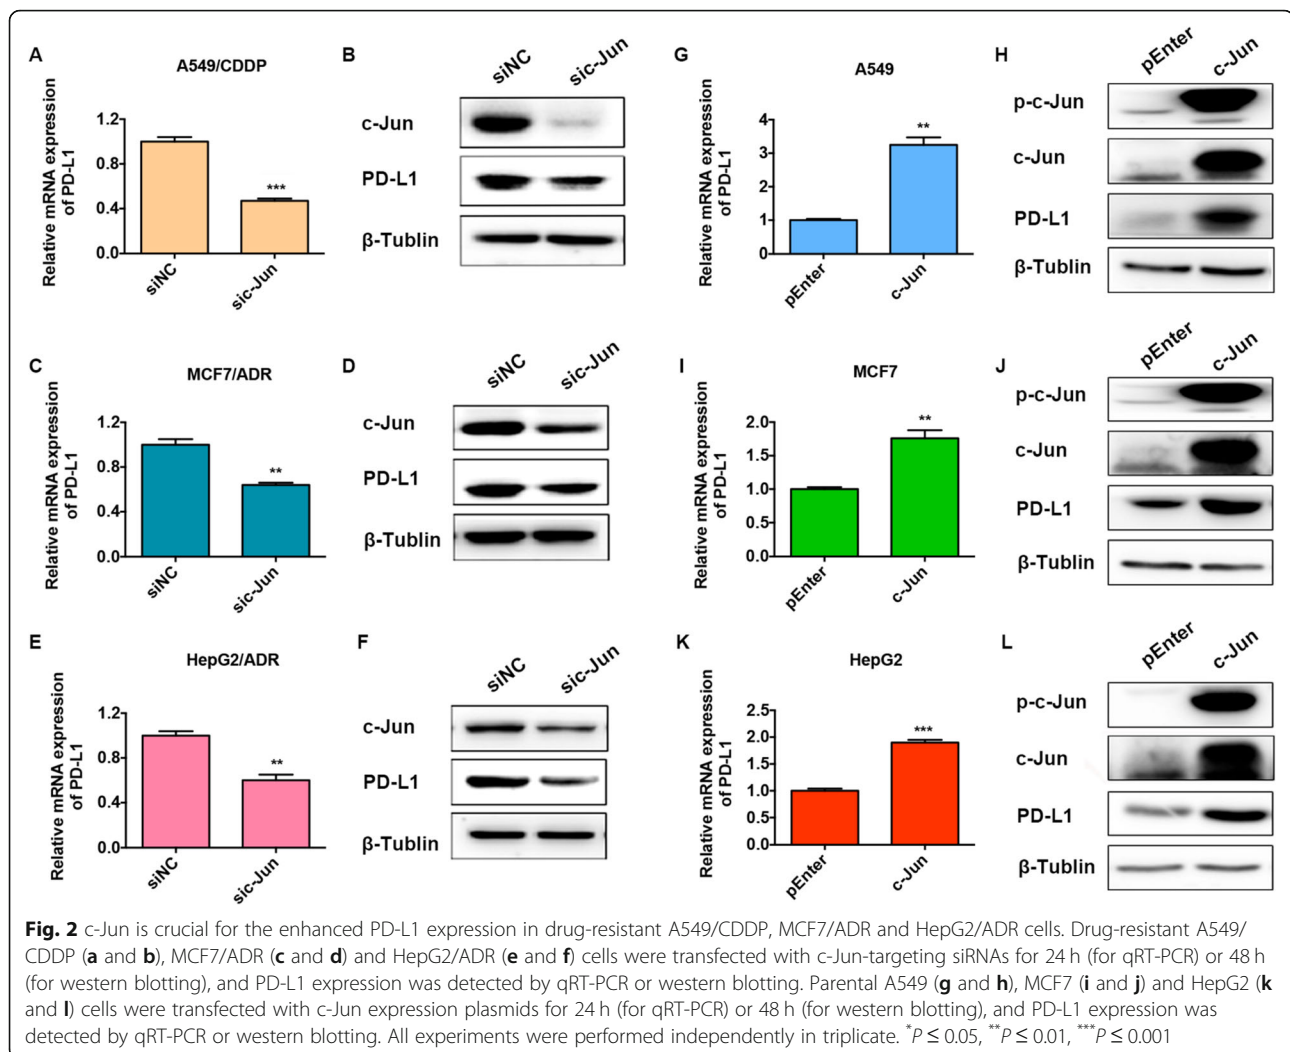 A
A549/CDDP
Relative mRNA expression
of PD-L1
1.2
0.8
0.4
0.0
***
siNC
sic-Jun
B
siNC
sic-Jun
c-Jun
PD-L1
β-Tublin
G
A549
Relative mRNA expression
of PD-L1
4
3
2
1
0
**
pEnter
c-Jun
H
pEnter
c-Jun
p-c-Jun
c-Jun
PD-L1
β-Tublin
C
MCF7/ADR
Relative mRNA expression
of PD-L1
1.2
0.8
0.4
0.0
**
siNC
sic-Jun
D
siNC
sic-Jun
c-Jun
PD-L1
β-Tublin
I
MCF7
Relative mRNA expression
of PD-L1
2.0
1.5
1.0
0.5
0.0
**
pEnter
c-Jun
J
pEnter
c-Jun
p-c-Jun
c-Jun
PD-L1
β-Tublin
E
HepG2/ADR
Relative mRNA expression
of PD-L1
1.2
0.8
0.4
0.0
**
siNC
sic-Jun
F
siNC
sic-Jun
c-Jun
PD-L1
β-Tublin
K
HepG2
Relative mRNA expression
of PD-L1
2.5
2.0
1.5
1.0
0.5
0.0
***
pEnter
c-Jun
L
pEnter
c-Jun
p-c-Jun
c-Jun
PD-L1
β-Tublin
Fig. 2 c-Jun is crucial for the enhanced PD-L1 expression in drug-resistant A549/CDDP, MCF7/ADR and HepG2/ADR cells. Drug-resistant A549/
CDDP (a and b), MCF7/ADR (c and d) and HepG2/ADR (e and f) cells were transfected with c-Jun-targeting siRNAs for 24 h (for qRT-PCR) or 48 h
(for western blotting), and PD-L1 expression was detected by qRT-PCR or western blotting. Parental A549 (g and h), MCF7 (i and j) and HepG2 (k
and l) cells were transfected with c-Jun expression plasmids for 24 h (for qRT-PCR) or 48 h (for western blotting), and PD-L1 expression was
detected by qRT-PCR or western blotting. All experiments were performed independently in triplicate. *P ≤ 0.05, **P ≤ 0.01, ***P ≤ 0.001